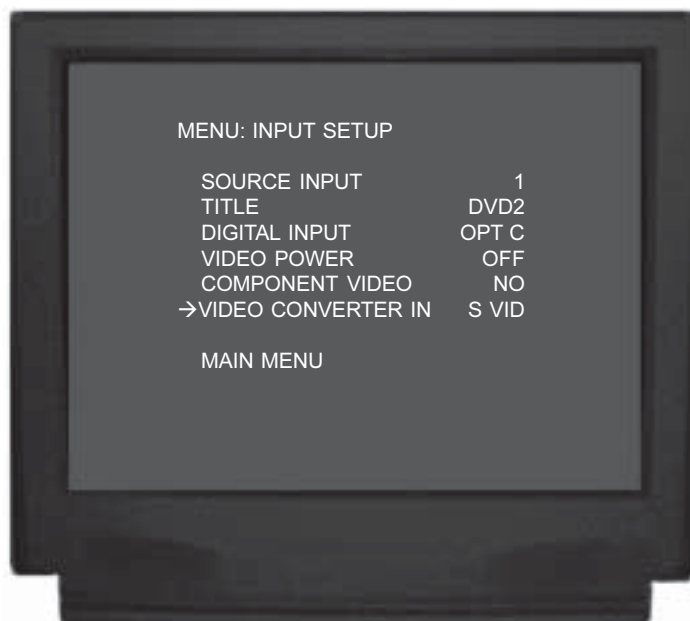 MENU: INPUT SETUP
SOURCE INPUT 1
TITLE DVD2
DIGITAL INPUT OPT C
VIDEO POWER OFF
COMPONENT VIDEO NO
→VIDEO CONVERTER IN S VID
MAIN MENU